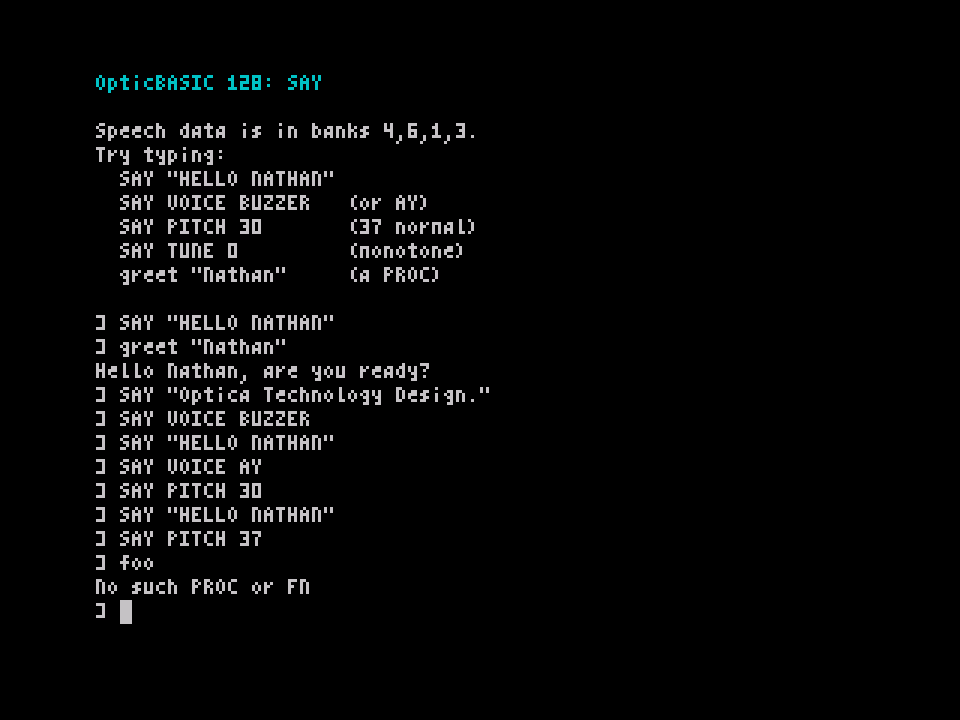 OpticBASIC 128: SAY
Speech data is in banks 4,6,1,3.
Try typing:
  SAY "HELLO NATHAN"
  SAY VOICE BUZZER   (or AY)
  SAY PITCH 30       (37 normal)
  SAY TUNE 0         (monotone)
  greet "Nathan"     (a PROC)
] SAY "HELLO NATHAN"
] greet "Nathan"
Hello Nathan, are you ready?
] SAY "Optica Technology Design."
] SAY VOICE BUZZER
] SAY "HELLO NATHAN"
] SAY VOICE AY
] SAY PITCH 30
] SAY "HELLO NATHAN"
] SAY PITCH 37
] foo
No such PROC or FN
]